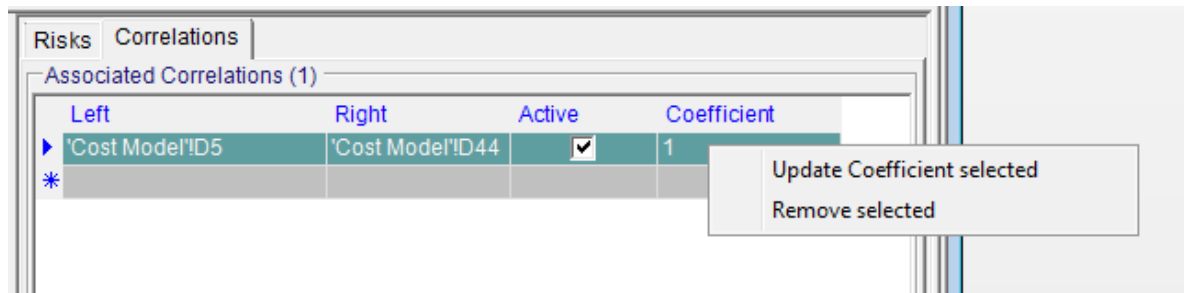 Risks Correlations
Associated Correlations (1)
Left Right Active Coefficient
'Cost Model'!D5 'Cost Model'!D44 1
Update Coefficient selected
Remove selected